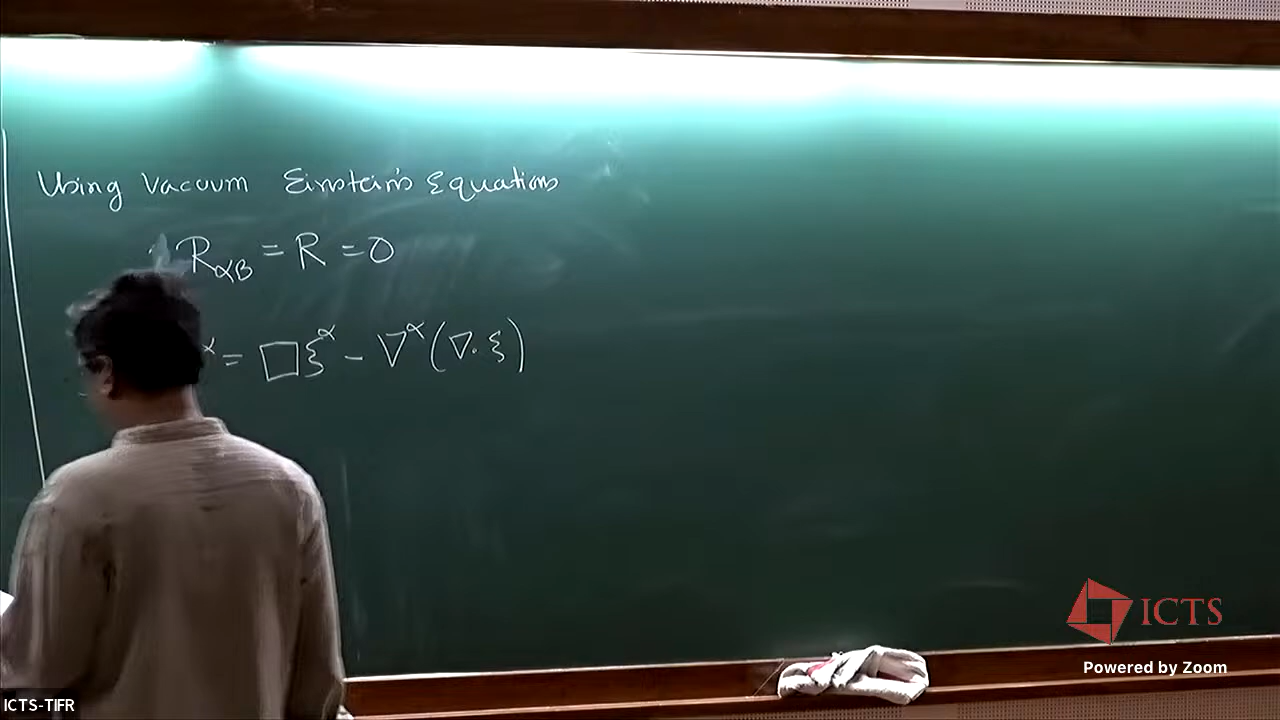 Using Vacuum Einstein's Equations
R_{αβ} = R = 0
^α = □ξ^α - ∇^α(∇·ξ)
ICTS
Powered by Zoom
ICTS-TIFR